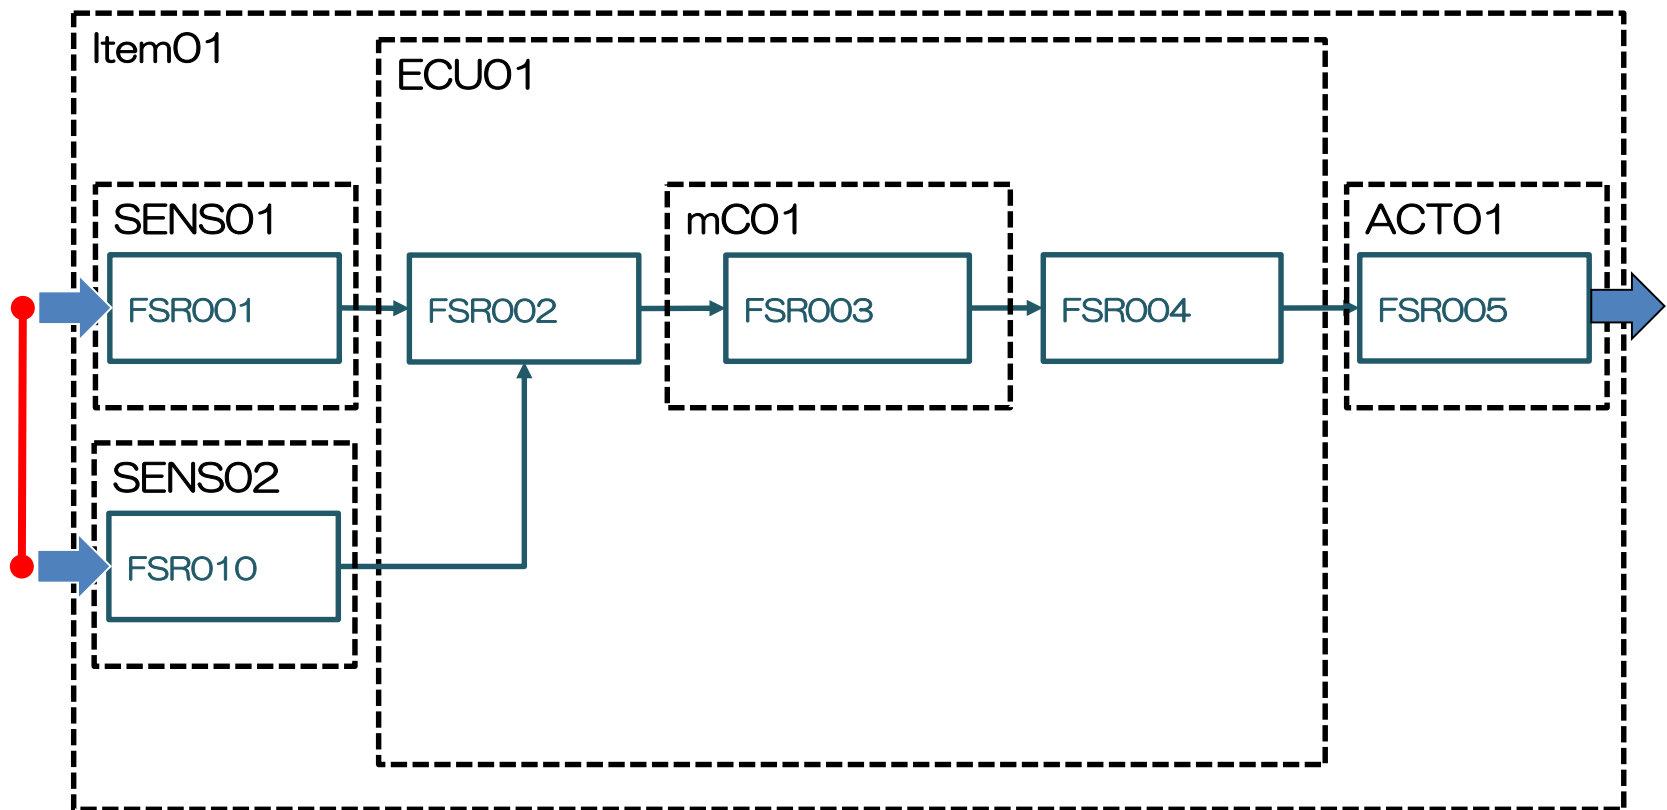 Item01
ECU01
SENS01
mC01
ACT01
FSR001
FSR002
FSR003
FSR004
FSR005
SENS02
FSR010